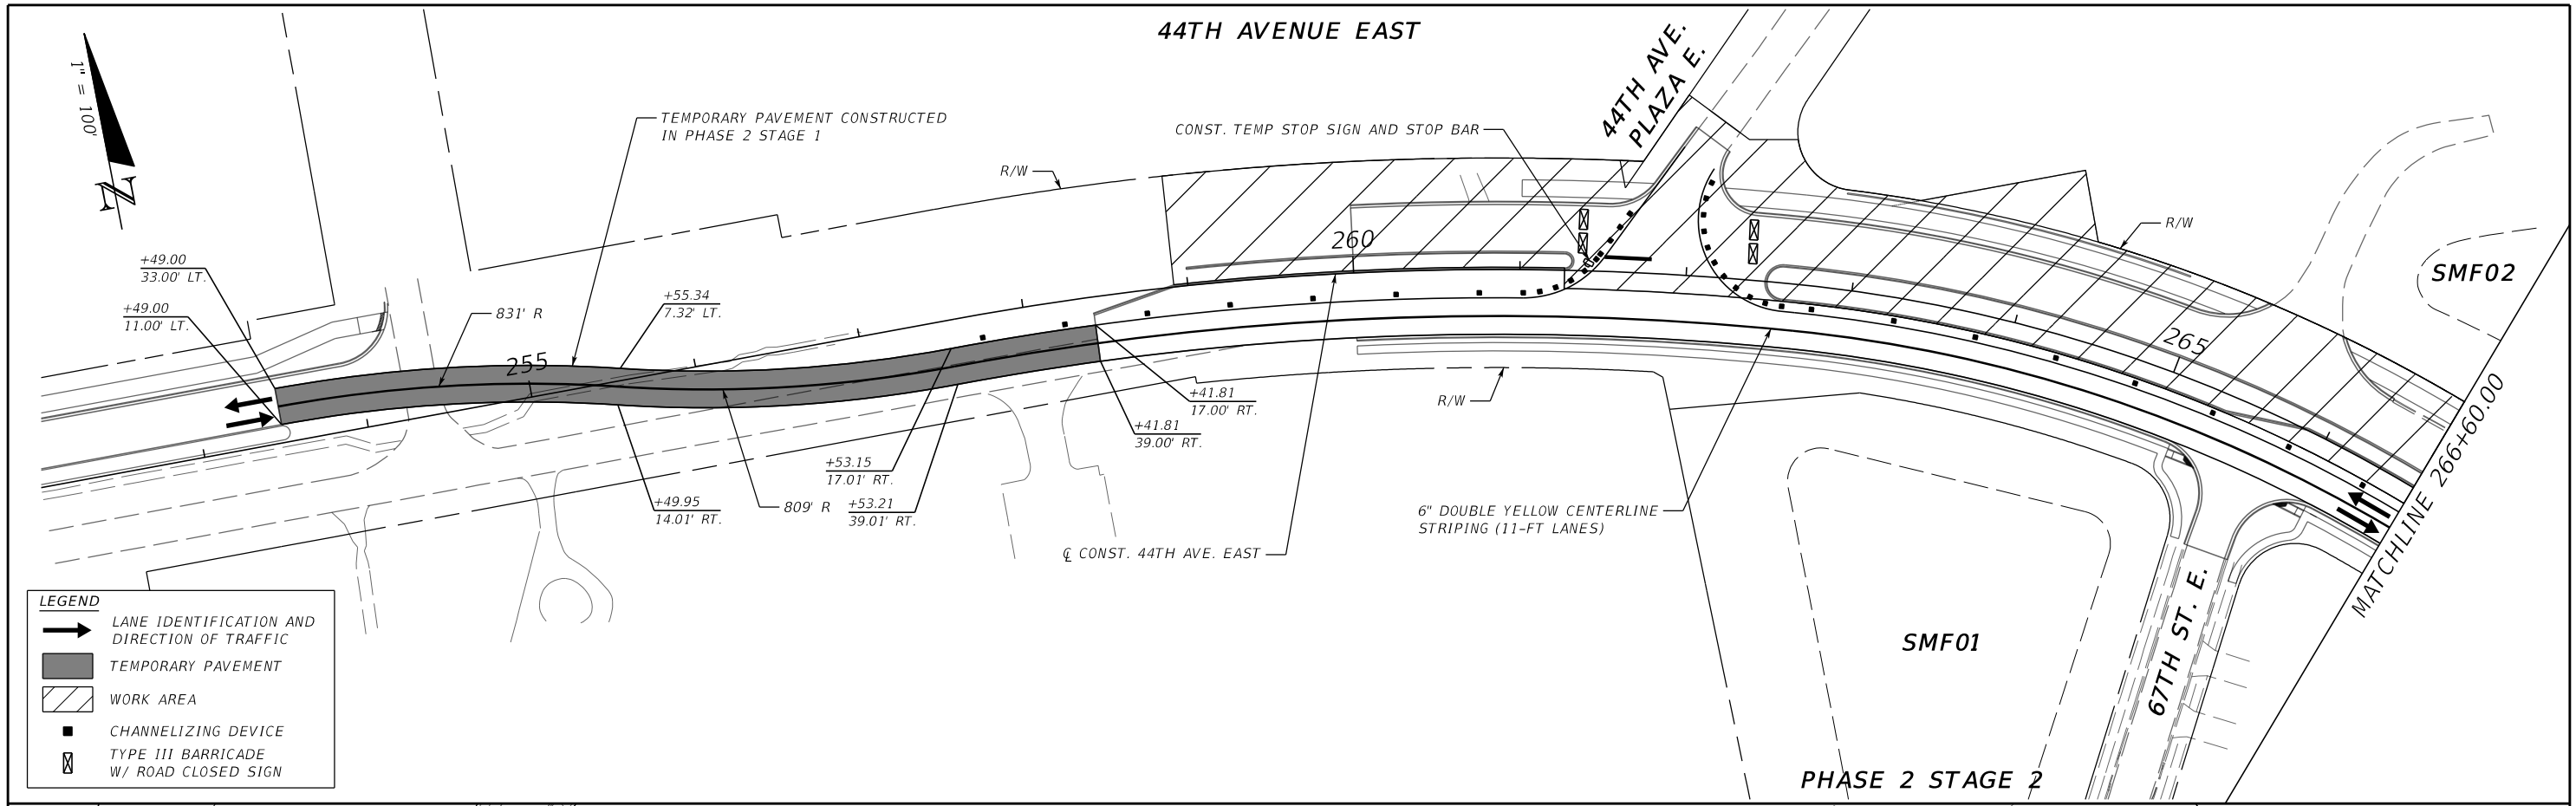 44TH AVENUE EAST
1" = 100'
N
TEMPORARY PAVEMENT CONSTRUCTED
IN PHASE 2 STAGE 1
CONST. TEMP STOP SIGN AND STOP BAR
44TH AVE.
PLAZA E.
R/W
R/W
260
265
SMF02
+49.00
33.00' LT.
+49.00
11.00' LT.
831' R
255
+55.34
7.32' LT.
+41.81
17.00' RT.
+41.81
39.00' RT.
R/W
+53.15
17.01' RT.
+49.95
14.01' RT.
809' R
+53.21
39.01' RT.
℄ CONST. 44TH AVE. EAST
6" DOUBLE YELLOW CENTERLINE
STRIPING (11-FT LANES)
MATCHLINE 266+60.00
SMF01
67TH ST. E.
PHASE 2 STAGE 2
LEGEND
LANE IDENTIFICATION AND
DIRECTION OF TRAFFIC
TEMPORARY PAVEMENT
WORK AREA
CHANNELIZING DEVICE
TYPE III BARRICADE
W/ ROAD CLOSED SIGN